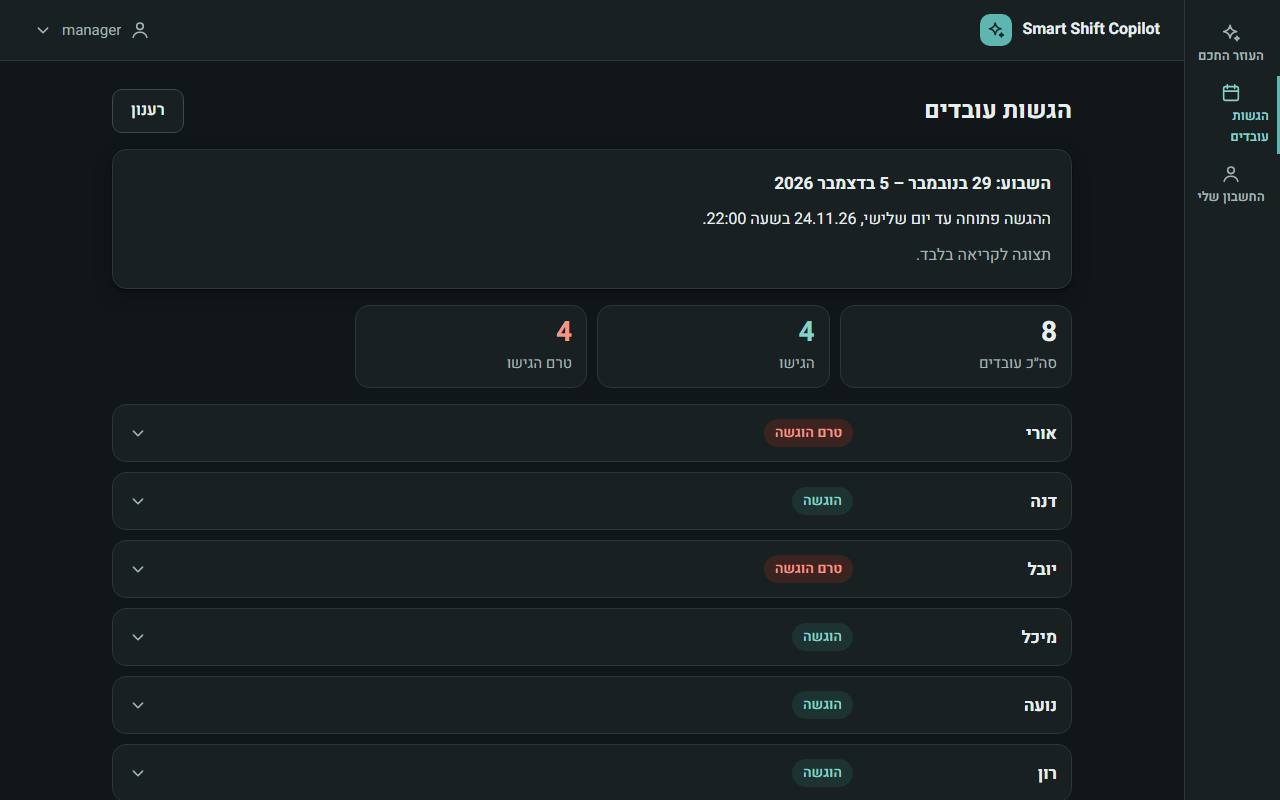 Smart Shift Copilot
manager
העוזר החכם
הגשות
עובדים
החשבון שלי
הגשות עובדים
רענון
השבוע: 29 בנובמבר – 5 בדצמבר 2026
ההגשה פתוחה עד יום שלישי, 24.11.26 בשעה 22:00.
תצוגה לקריאה בלבד.
8
סה״כ עובדים
4
הגישו
4
טרם הגישו
אורי
טרם הוגשה
דנה
הוגשה
יובל
טרם הוגשה
מיכל
הוגשה
נועה
הוגשה
רון
הוגשה